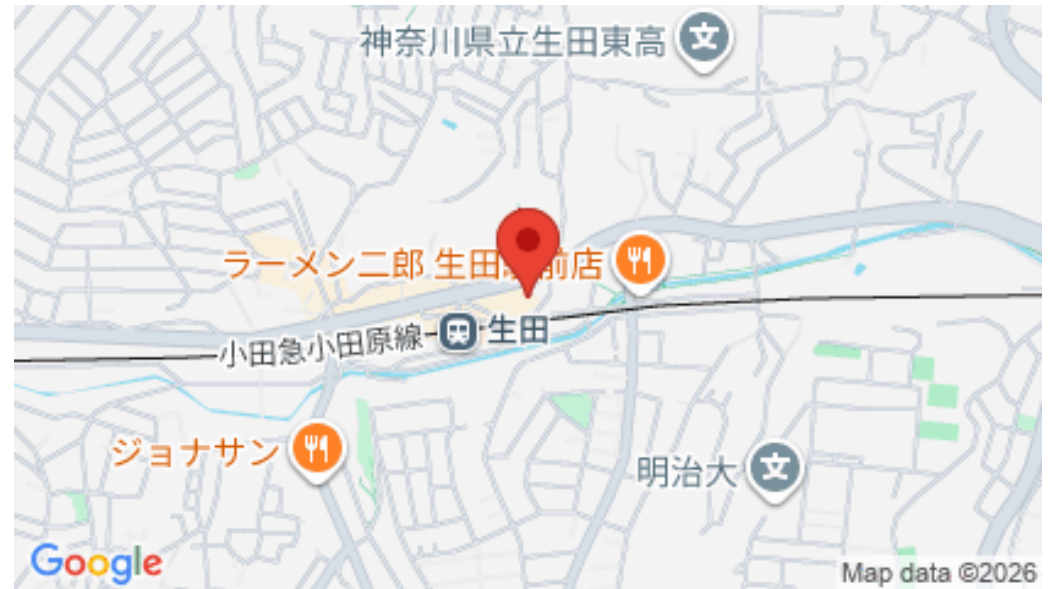 神奈川県立生田東高
ラーメン二郎 生田 前店
生田
小田急小田原線
ジョナサン
明治大
Google
Map data ©2026